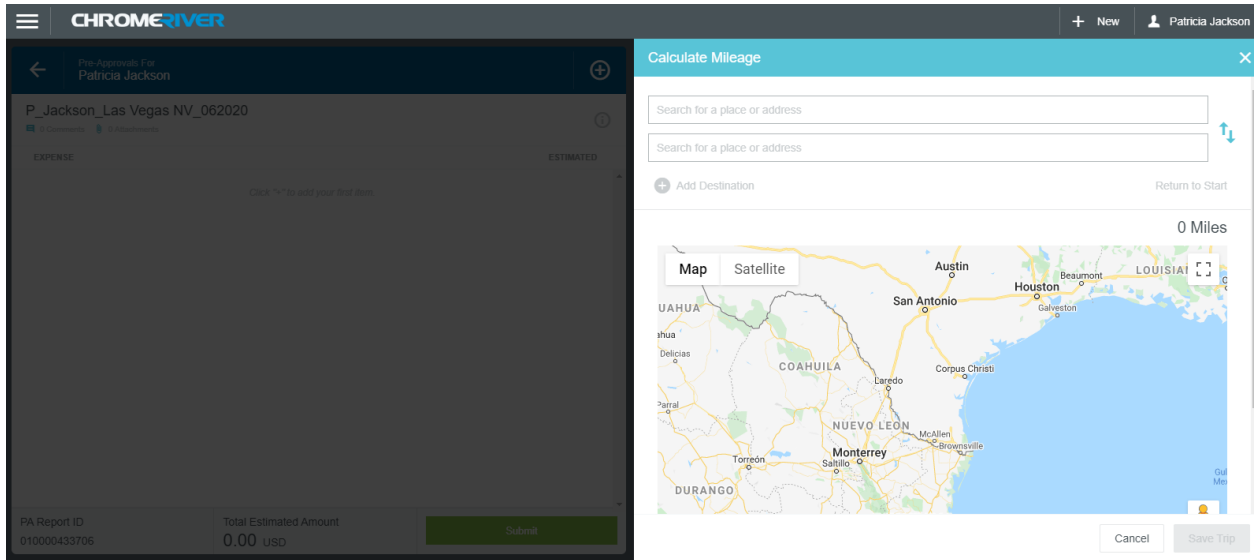 CHROMERIVER
New
Patricia Jackson
Pre-Approvals For
Patricia Jackson
P_Jackson_Las Vegas NV_062020
0 Comments 0 Attachments
EXPENSE ESTIMATED
Click "+" to add your first item.
PA Report ID
010000433706
Total Estimated Amount
0.00 USD
Submit
Calculate Mileage
Search for a place or address
Search for a place or address
Add Destination
Return to Start
0 Miles
Map Satellite
Austin
Beaumont
LOUISIA
Houston
San Antonio
Galveston
UAHUA
ihua
Delicias
COAHUILA
Corpus Christi
Laredo
Parral
NUEVO LEON
McAllen
Brownsville
Monterrey
Torreón
Saltillo
DURANGO
Gul
Me
Cancel
Save Trip